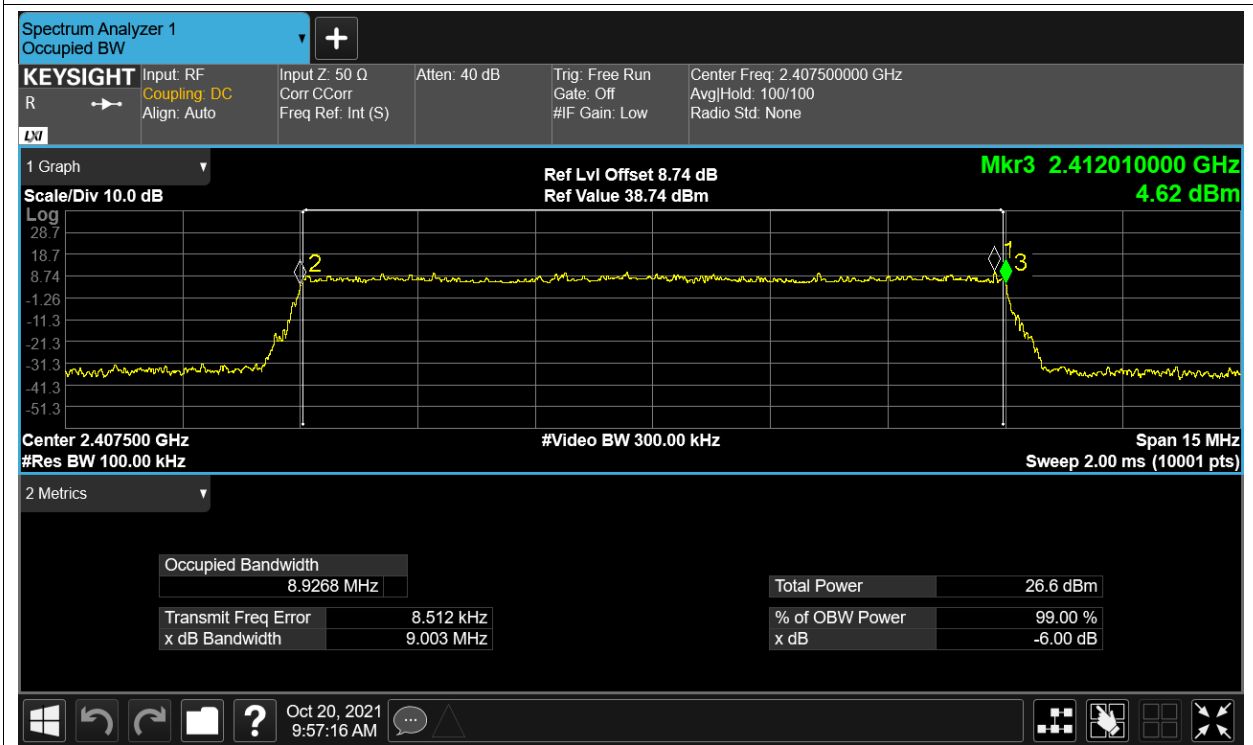 Spectrum Analyzer 1
Occupied BW
+
KEYSIGHT Input: RF Input Z: 50 Ω Atten: 40 dB Trig: Free Run Center Freq: 2.407500000 GHz
R Coupling: DC Corr CCorr Gate: Off Avg|Hold: 100/100
Align: Auto Freq Ref: Int (S) #IF Gain: Low Radio Std: None
LXI
1 Graph
Ref Lvl Offset 8.74 dB Mkr3 2.412010000 GHz
Scale/Div 10.0 dB Ref Value 38.74 dBm 4.62 dBm
Log
28.7
18.7
8.74
-1.26
-11.3
-21.3
-31.3
-41.3
-51.3
2
1
3
Center 2.407500 GHz #Video BW 300.00 kHz Span 15 MHz
#Res BW 100.00 kHz Sweep 2.00 ms (10001 pts)
2 Metrics
Occupied Bandwidth
8.9268 MHz Total Power 26.6 dBm
Transmit Freq Error 8.512 kHz % of OBW Power 99.00 %
x dB Bandwidth 9.003 MHz x dB -6.00 dB
? Oct 20, 2021
9:57:16 AM